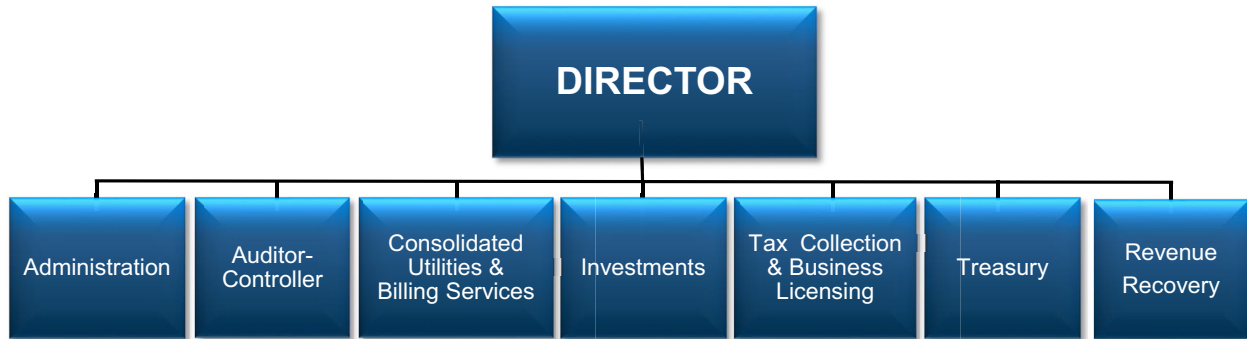 DIRECTOR
Administration
Auditor-
Controller
Consolidated
Utilities &
Billing Services
Investments
Tax Collection
& Business
Licensing
Treasury
Revenue
Recovery